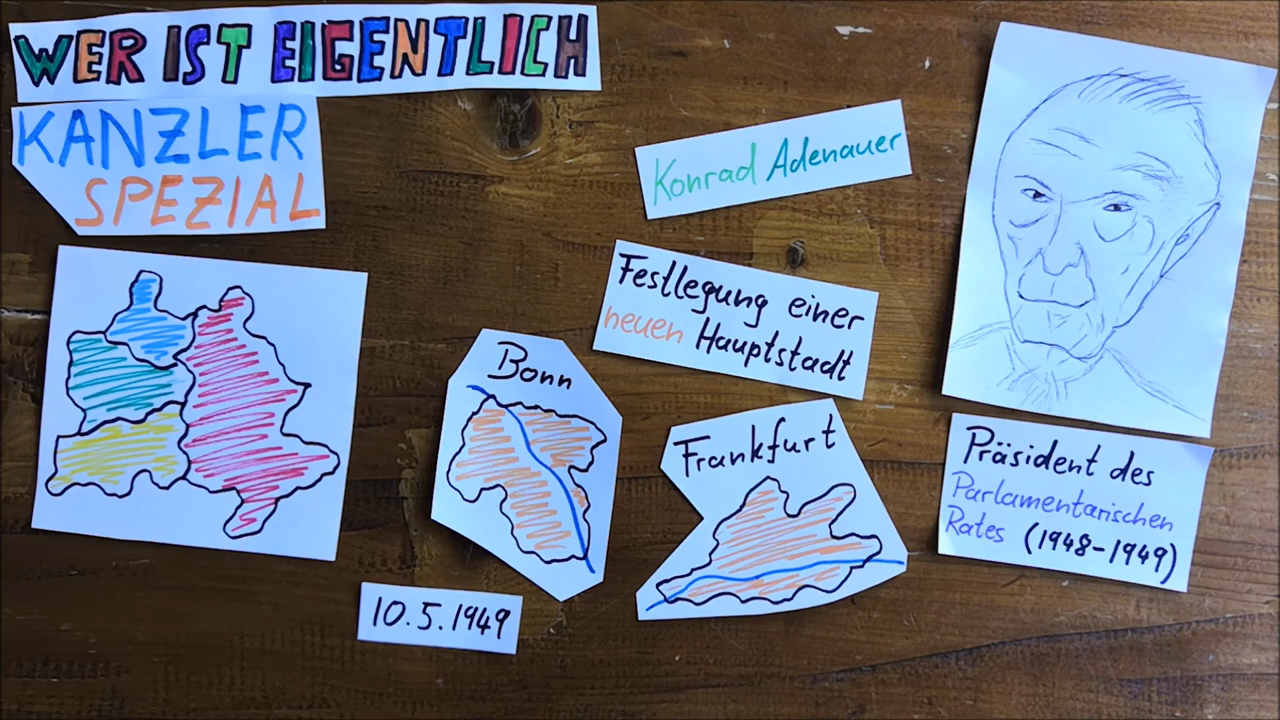 WER IST EIGENTLICH
KANZLER
SPEZIAL
Konrad Adenauer
Festlegung einer
neuen Hauptstadt
Bonn
Frankfurt
10.5.1949
Präsident des
Parlamentarischen
Rates (1948-1949)